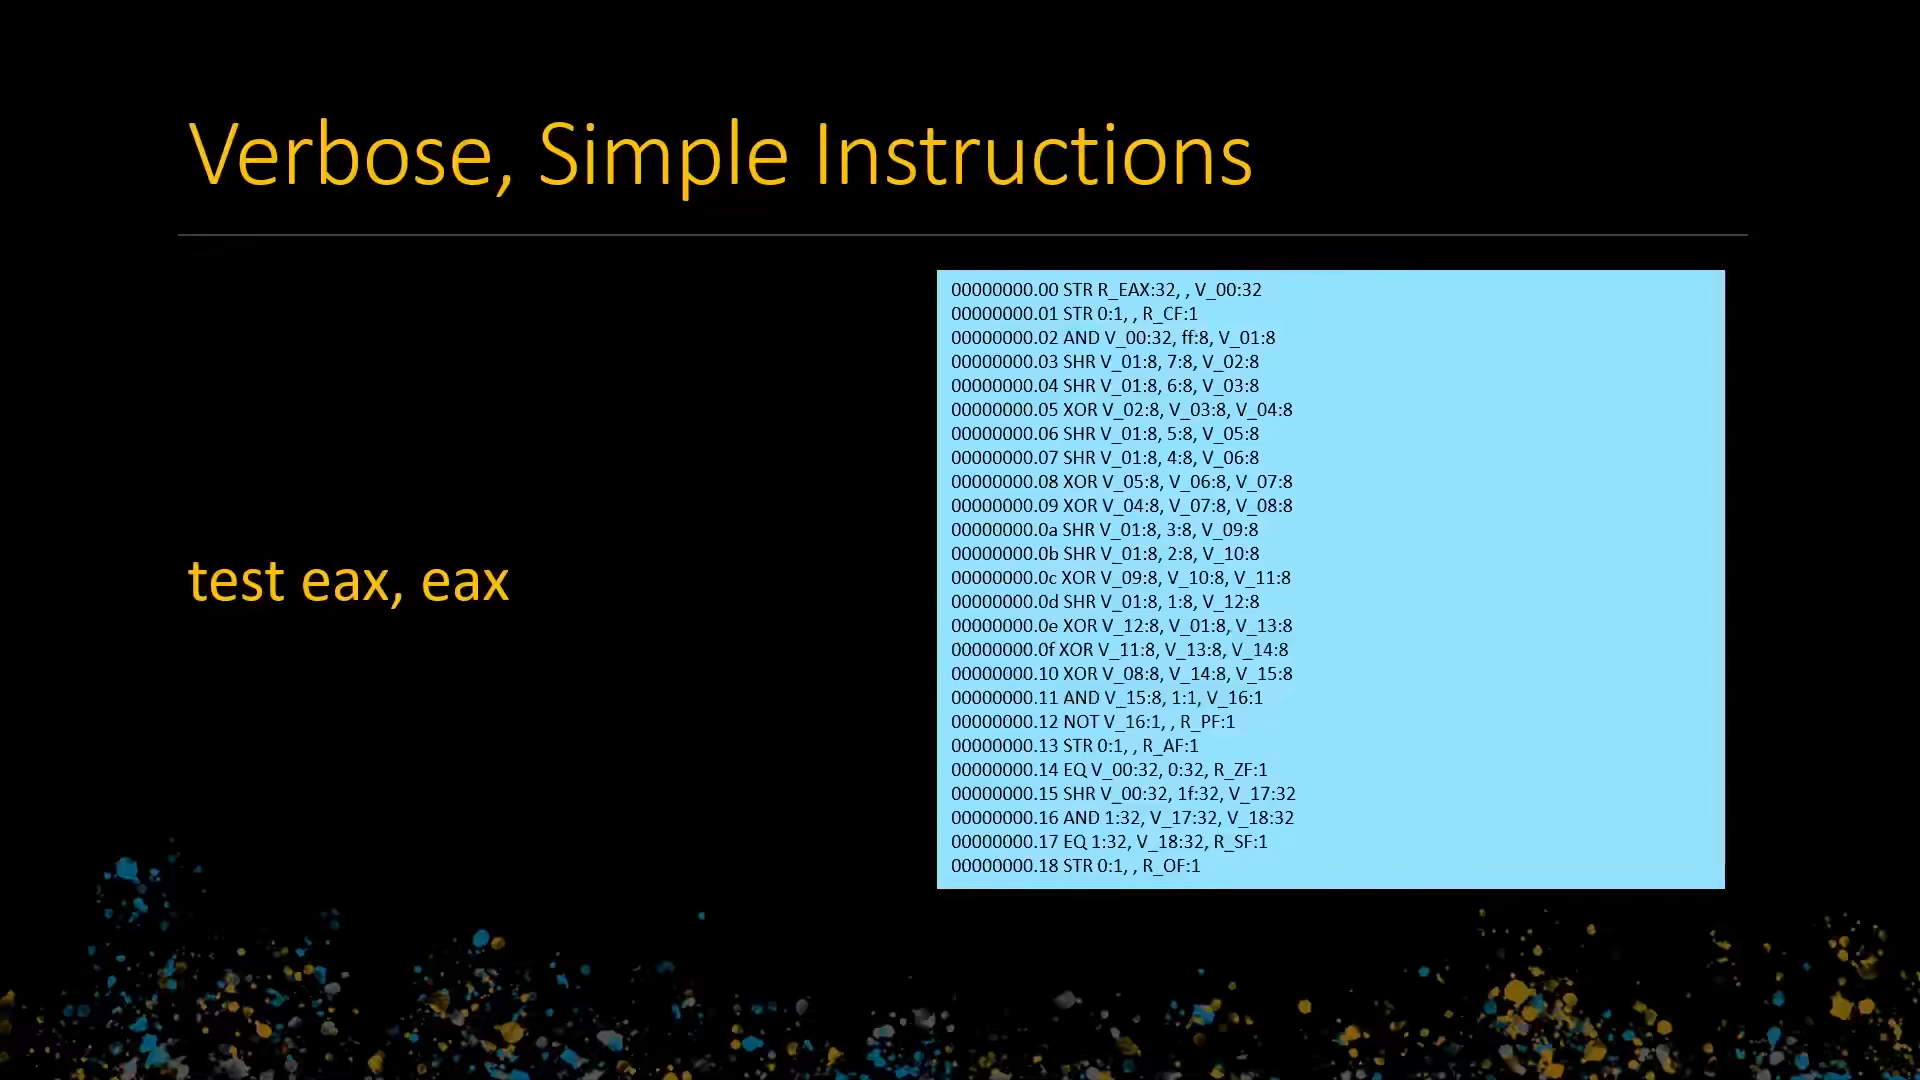 Verbose, Simple Instructions
test eax, eax
00000000.00 STR R_EAX:32, , V_00:32
00000000.01 STR 0:1, , R_CF:1
00000000.02 AND V_00:32, ff:8, V_01:8
00000000.03 SHR V_01:8, 7:8, V_02:8
00000000.04 SHR V_01:8, 6:8, V_03:8
00000000.05 XOR V_02:8, V_03:8, V_04:8
00000000.06 SHR V_01:8, 5:8, V_05:8
00000000.07 SHR V_01:8, 4:8, V_06:8
00000000.08 XOR V_05:8, V_06:8, V_07:8
00000000.09 XOR V_04:8, V_07:8, V_08:8
00000000.0a SHR V_01:8, 3:8, V_09:8
00000000.0b SHR V_01:8, 2:8, V_10:8
00000000.0c XOR V_09:8, V_10:8, V_11:8
00000000.0d SHR V_01:8, 1:8, V_12:8
00000000.0e XOR V_12:8, V_01:8, V_13:8
00000000.0f XOR V_11:8, V_13:8, V_14:8
00000000.10 XOR V_08:8, V_14:8, V_15:8
00000000.11 AND V_15:8, 1:1, V_16:1
00000000.12 NOT V_16:1, , R_PF:1
00000000.13 STR 0:1, , R_AF:1
00000000.14 EQ V_00:32, 0:32, R_ZF:1
00000000.15 SHR V_00:32, 1f:32, V_17:32
00000000.16 AND 1:32, V_17:32, V_18:32
00000000.17 EQ 1:32, V_18:32, R_SF:1
00000000.18 STR 0:1, , R_OF:1